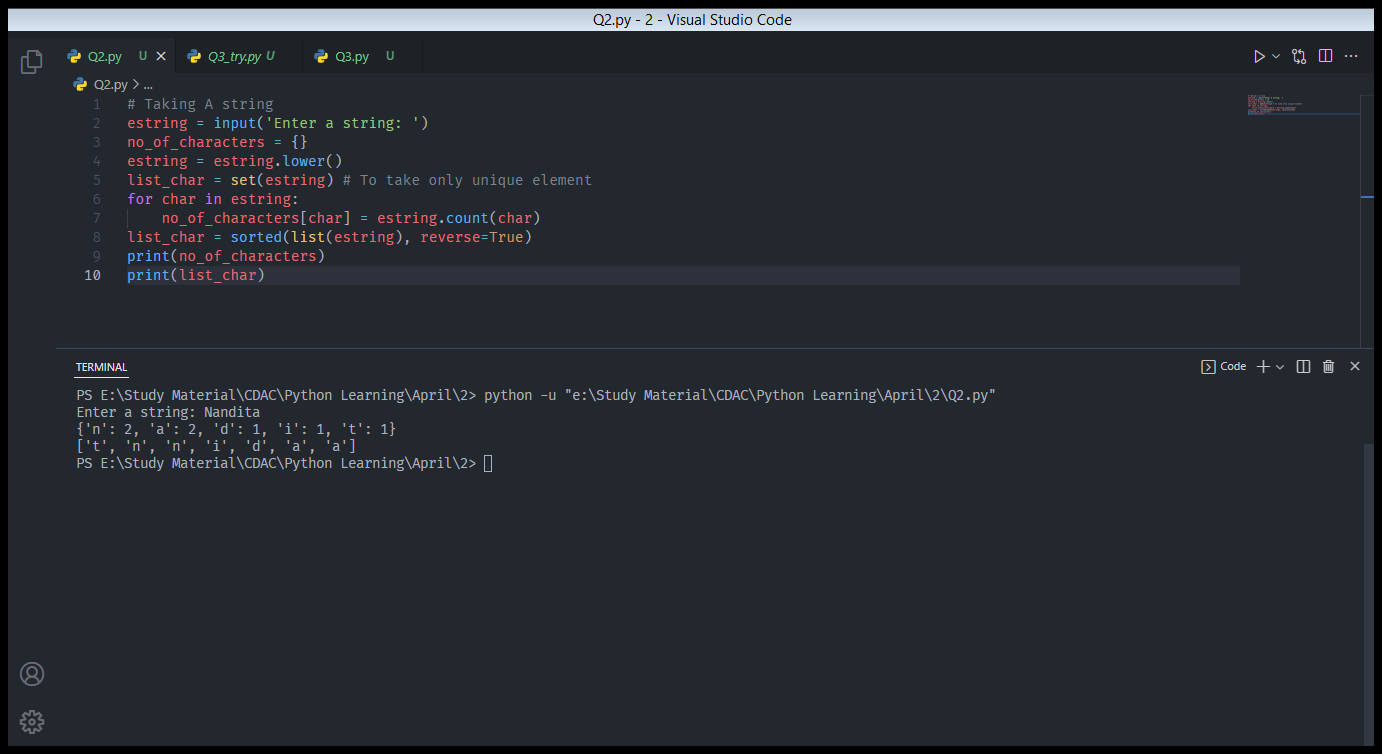 Q2.py - 2 - Visual Studio Code
Q2.py U Q3_try.py U Q3.py U
Q2.py > ...
1 # Taking A string
2 estring = input('Enter a string: ')
3 no_of_characters = {}
4 estring = estring.lower()
5 list_char = set(estring) # To take only unique element
6 for char in estring:
7     no_of_characters[char] = estring.count(char)
8 list_char = sorted(list(estring), reverse=True)
9 print(no_of_characters)
10 print(list_char)
TERMINAL Code
PS E:\Study Material\CDAC\Python Learning\April\2> python -u "e:\Study Material\CDAC\Python Learning\April\2\Q2.py"
Enter a string: Nandita
{'n': 2, 'a': 2, 'd': 1, 'i': 1, 't': 1}
['t', 'n', 'n', 'i', 'd', 'a', 'a']
PS E:\Study Material\CDAC\Python Learning\April\2>